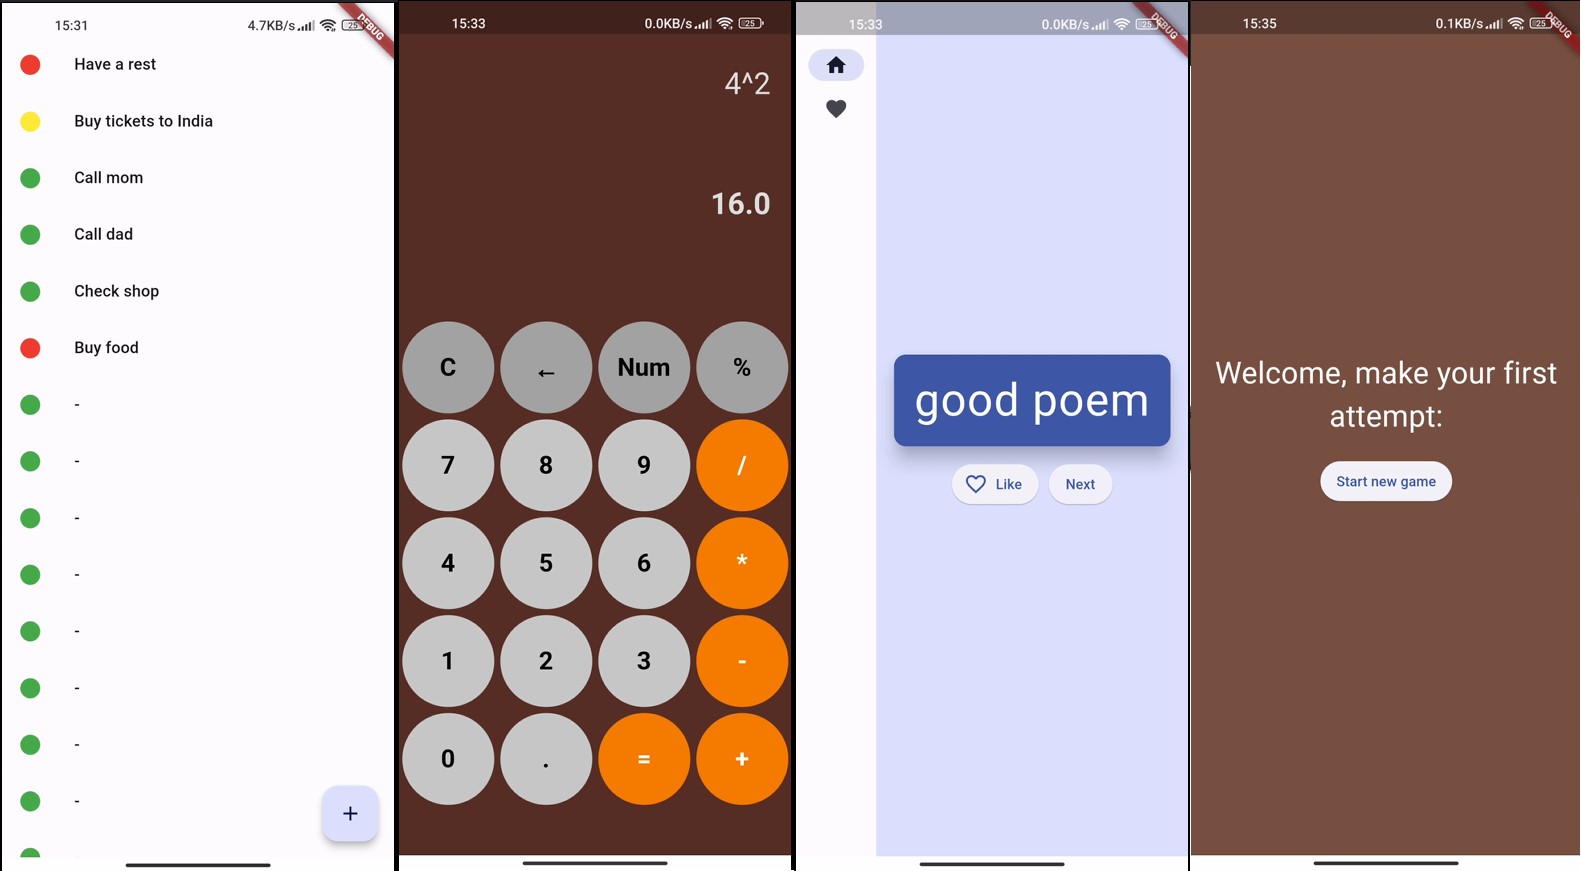 15:31
4.7KB/s
25
DEBUG
Have a rest
Buy tickets to India
Call mom
Call dad
Check shop
Buy food
-
-
-
-
-
-
-
-
+
15:33
0.0KB/s
25
4^2
16.0
C
←
Num
%
7
8
9
/
4
5
6
*
1
2
3
-
0
.
=
+
15:33
0.0KB/s
25
DEBUG
good poem
Like
Next
15:35
0.1KB/s
25
DEBUG
Welcome, make your first
attempt:
Start new game